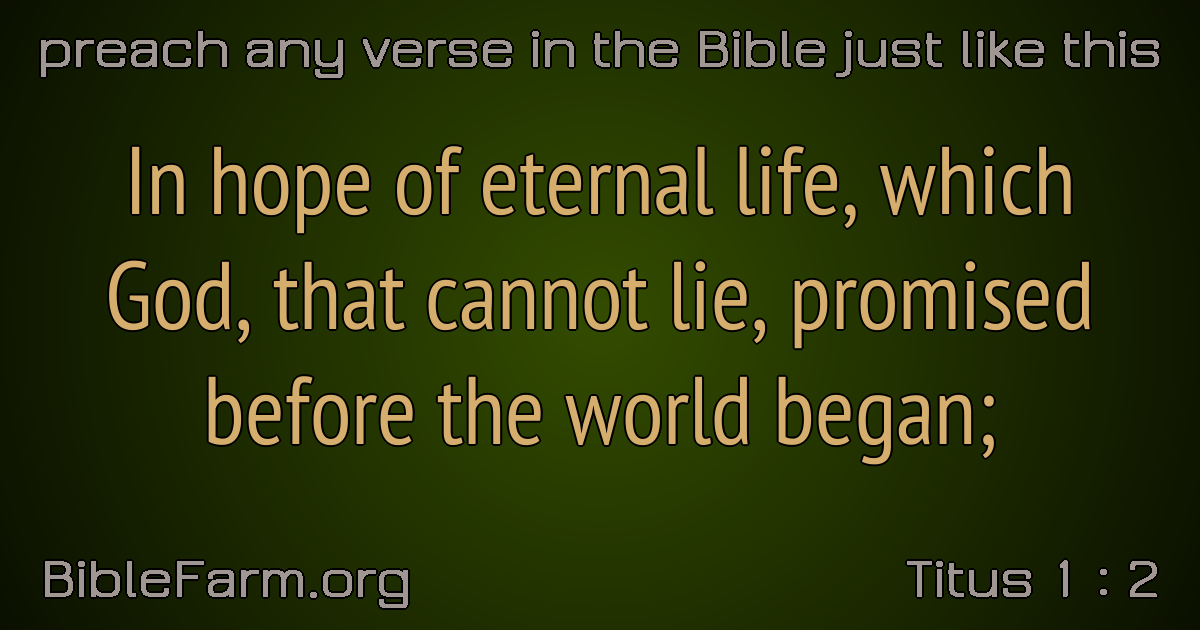 preach any verse in the Bible just like this
In hope of eternal life, which
God, that cannot lie, promised
before the world began;
BibleFarm.org
Titus 1 : 2